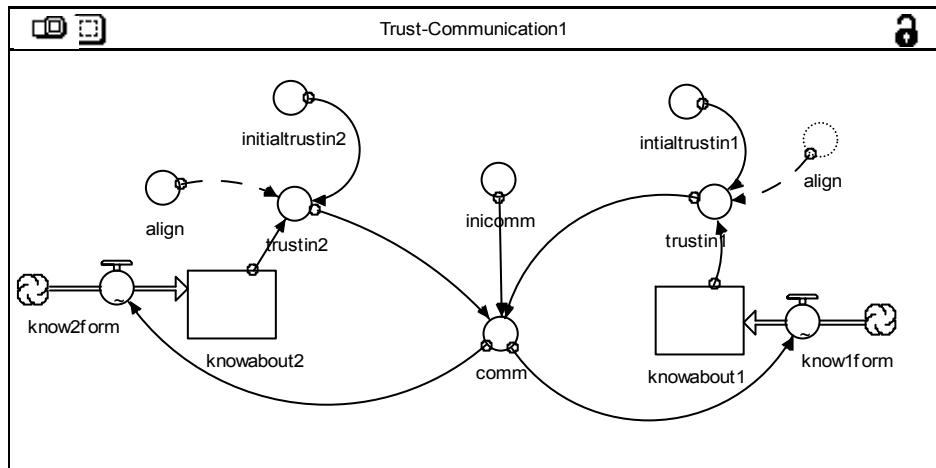 Trust-Communication1
initialtrustin2
intialtrustin1
align
align
inicomm
trustin2
trustin1
know2form
knowabout2
comm
knowabout1
know1form
~
~